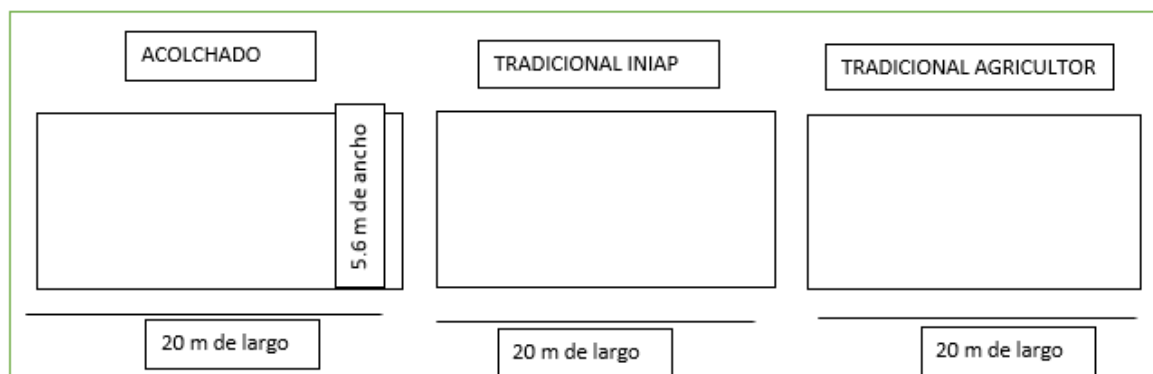 ACOLCHADO
TRADICIONAL INIAP
TRADICIONAL AGRICULTOR
5.6 m de ancho
20 m de largo
20 m de largo
20 m de largo